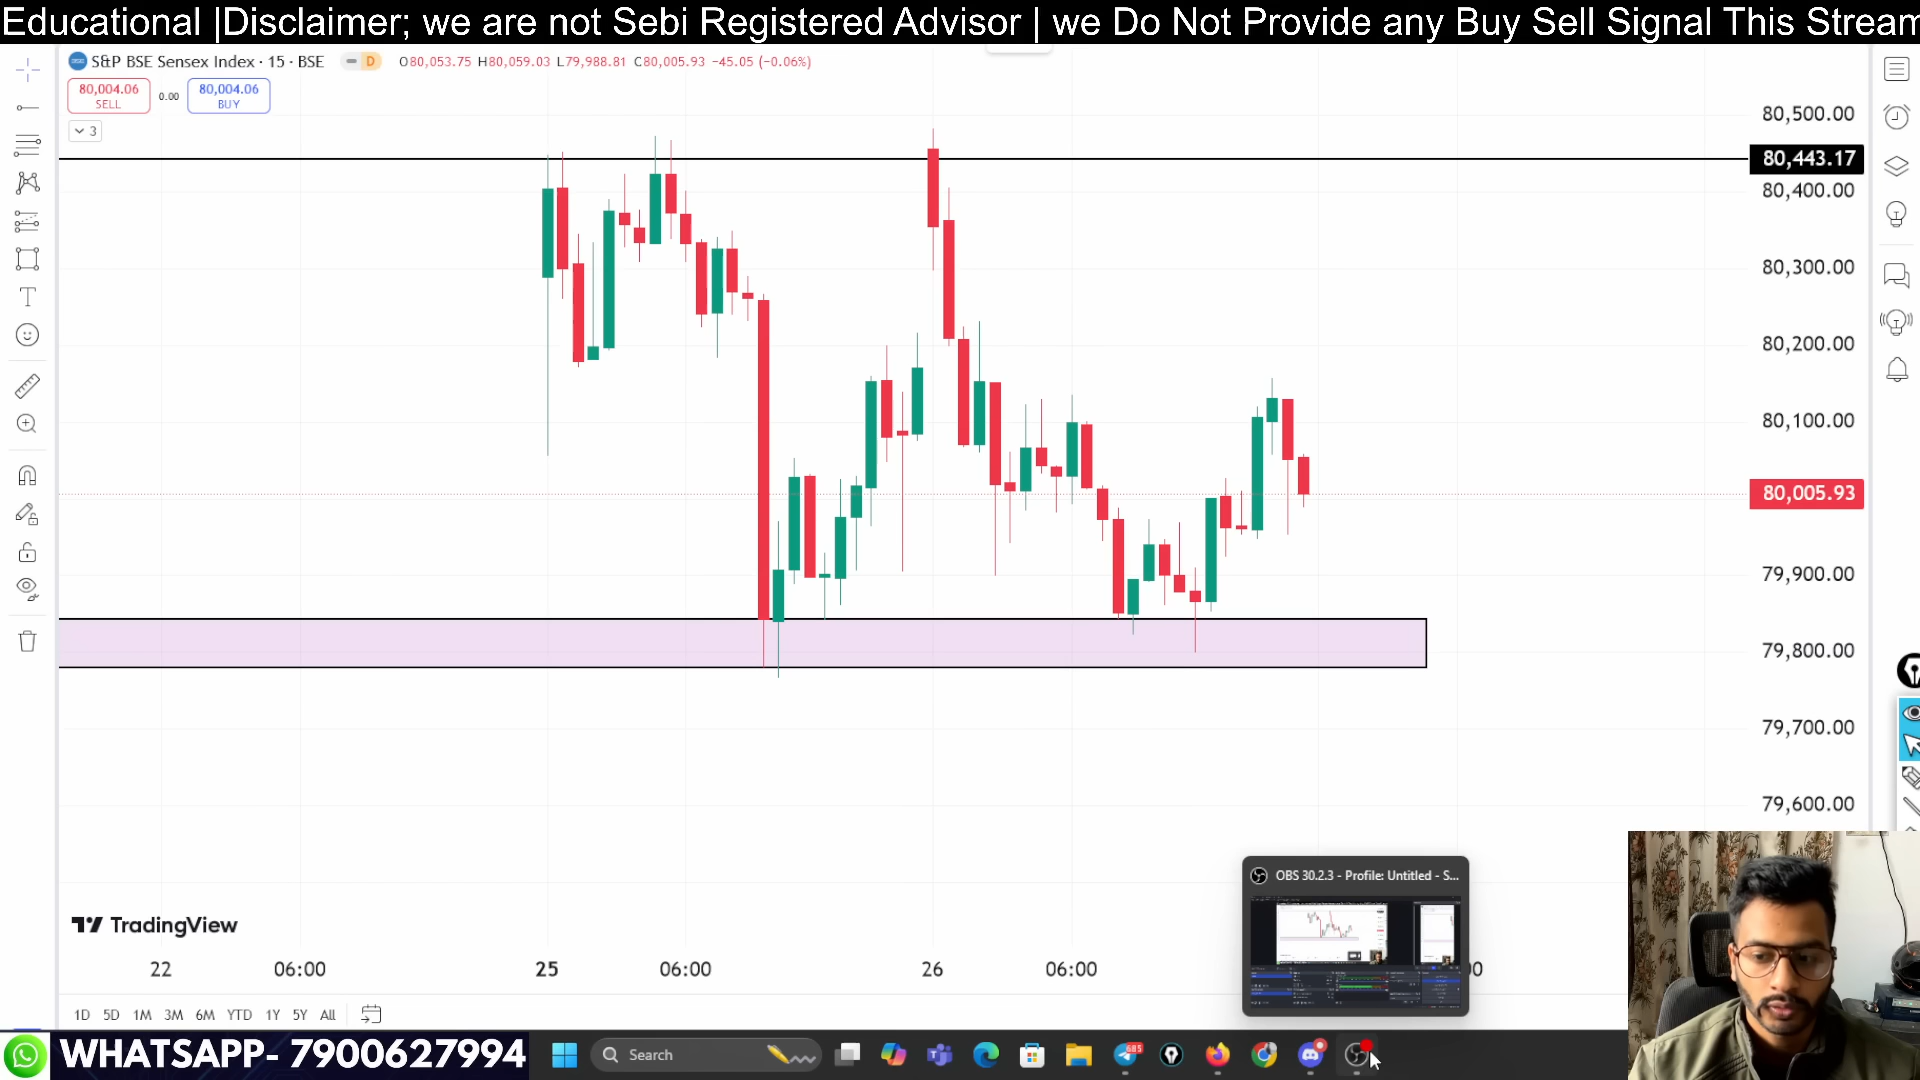 Educational |Disclaimer; we are not Sebi Registered Advisor | we Do Not Provide any Buy Sell Signal This Stream
S&P BSE Sensex Index · 15 · BSE
D
O80,053.75 H80,059.03 L79,988.81 C80,005.93 −45.05 (−0.06%)
80,004.06
SELL
0.00
80,004.06
BUY
3
80,500.00
80,443.17
80,400.00
80,300.00
80,200.00
80,100.00
80,005.93
79,900.00
79,800.00
79,700.00
79,600.00
OBS 30.2.3 - Profile: Untitled - S...
TradingView
22
06:00
25
06:00
26
06:00
1D 5D 1M 3M 6M YTD 1Y 5Y All
WHATSAPP- 7900627994
Search
685